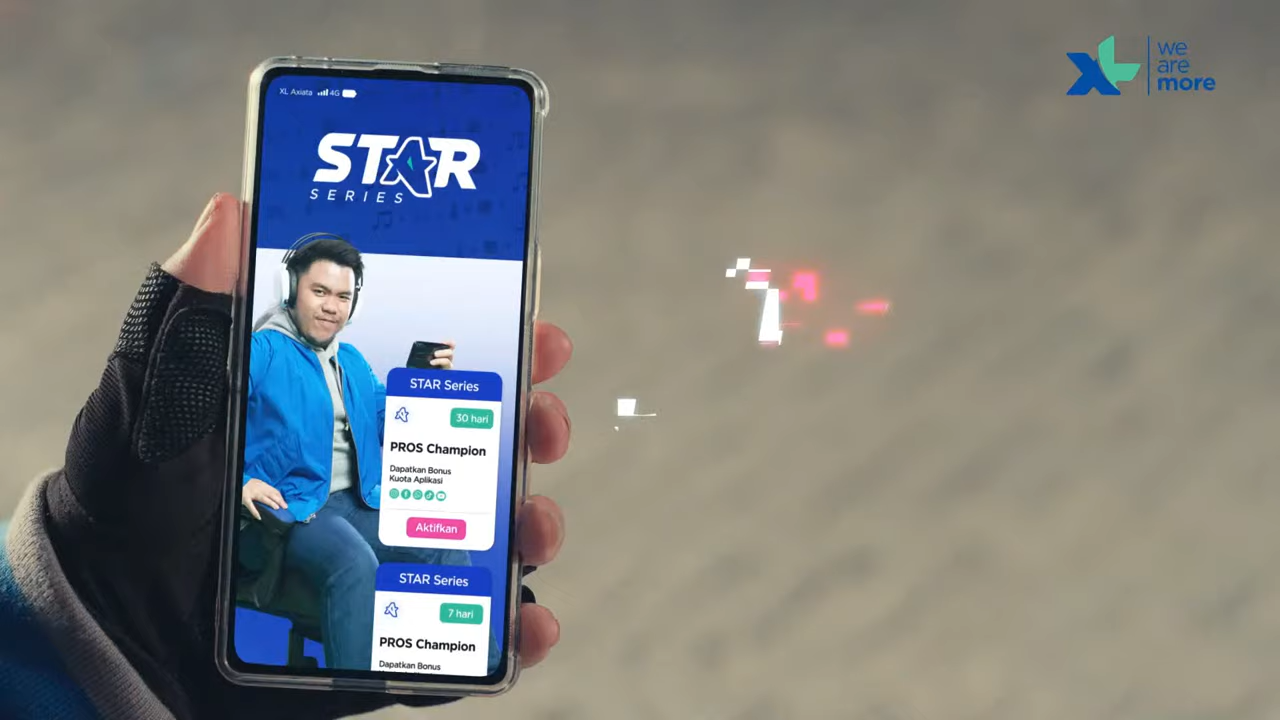 XL Axiata 4G
STAR
SERIES
STAR Series
30 hari
PROS Champion
Dapatkan Bonus
Kuota Aplikasi
Aktifkan
STAR Series
7 hari
PROS Champion
Dapatkan Bonus
XL
we
are
more